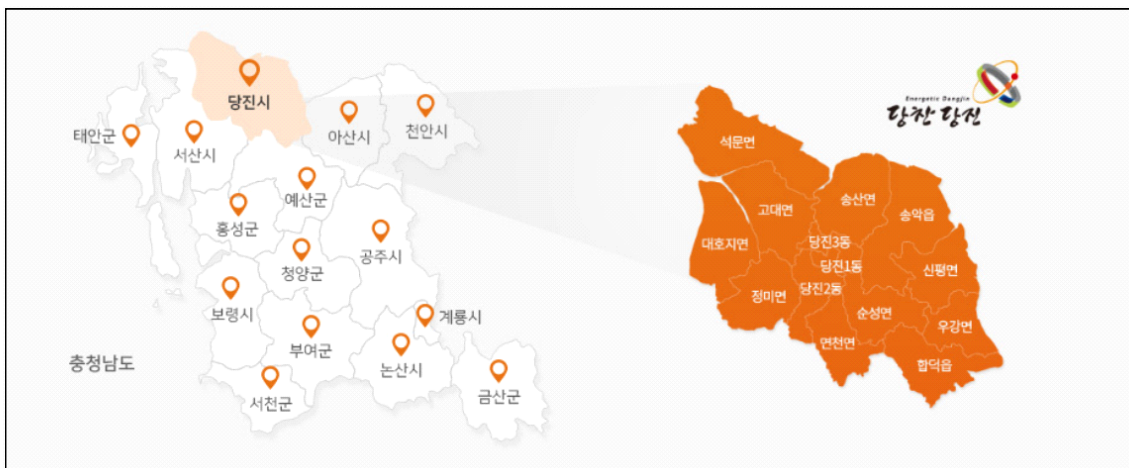 당진시
태안군
서산시
아산시
천안시
예산군
홍성군
청양군
공주시
보령시
계룡시
부여군
논산시
서천군
금산군
충청남도
Energetic Dangjin
당찬 당진
석문면
고대면
송산면
송악읍
대호지면
당진3동
당진1동
신평면
정미면
당진2동
순성면
우강면
연천면
합덕읍